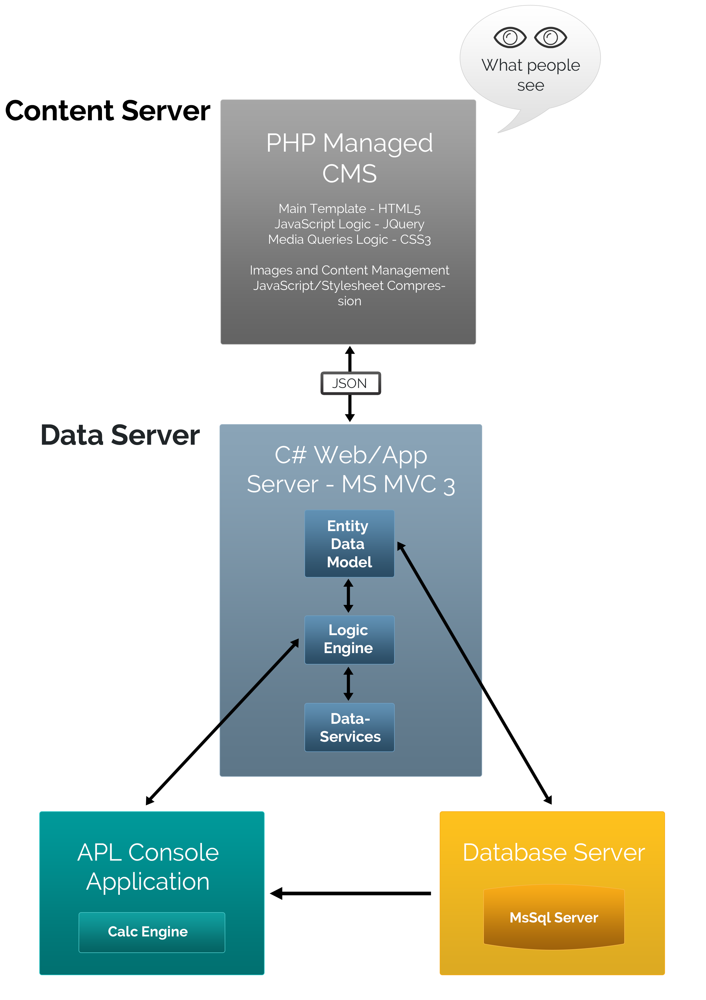 What people
see
Content Server
PHP Managed
CMS
Main Template - HTML5
JavaScript Logic - JQuery
Media Queries Logic - CSS3
Images and Content Management
JavaScript/Stylesheet Compres-
sion
JSON
Data Server
C# Web/App
Server - MS MVC 3
Entity
Data
Model
Logic
Engine
Data-
Services
APL Console
Application
Calc Engine
Database Server
MsSql Server